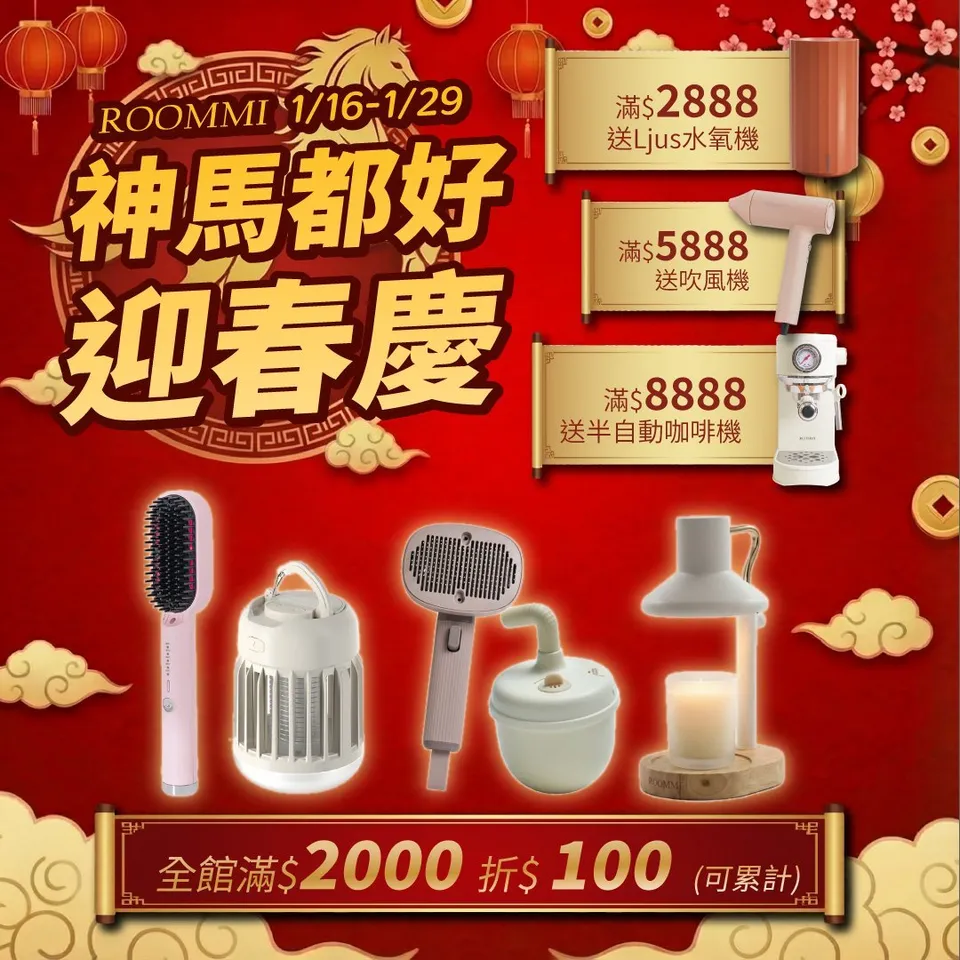 ROOMMI 1/16-1/29
神馬都好
迎春慶
滿$2888
送Ljus水氧機
滿$5888
送吹風機
滿$8888
送半自動咖啡機
ROOMMI
全館滿$2000 折$100 (可累計)